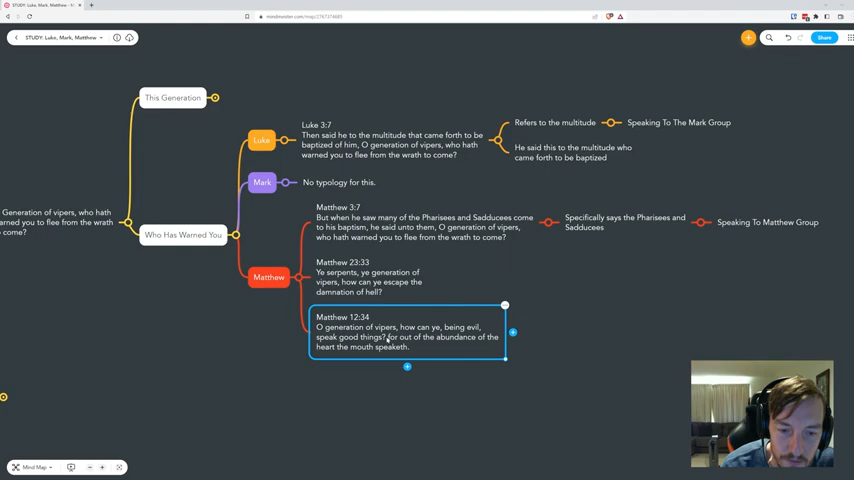 STUDY: Luke, Mark, Matthew - M
mindmeister.com/map/2767374685
STUDY: Luke, Mark, Matthew
Share
This Generation
Generation of vipers, who hath
warned you to flee from the wrath
to come?
Who Has Warned You
Luke
Luke 3:7
Then said he to the multitude that came forth to be
baptized of him, O generation of vipers, who hath
warned you to flee from the wrath to come?
Refers to the multitude
Speaking To The Mark Group
He said this to the multitude who
came forth to be baptized
Mark
No typology for this.
Matthew
Matthew 3:7
But when he saw many of the Pharisees and Sadducees come
to his baptism, he said unto them, O generation of vipers,
who hath warned you to flee from the wrath to come?
Specifically says the Pharisees and
Sadducees
Speaking To Matthew Group
Matthew 23:33
Ye serpents, ye generation of
vipers, how can ye escape the
damnation of hell?
Matthew 12:34
O generation of vipers, how can ye, being evil,
speak good things? for out of the abundance of the
heart the mouth speaketh.
Mind Map